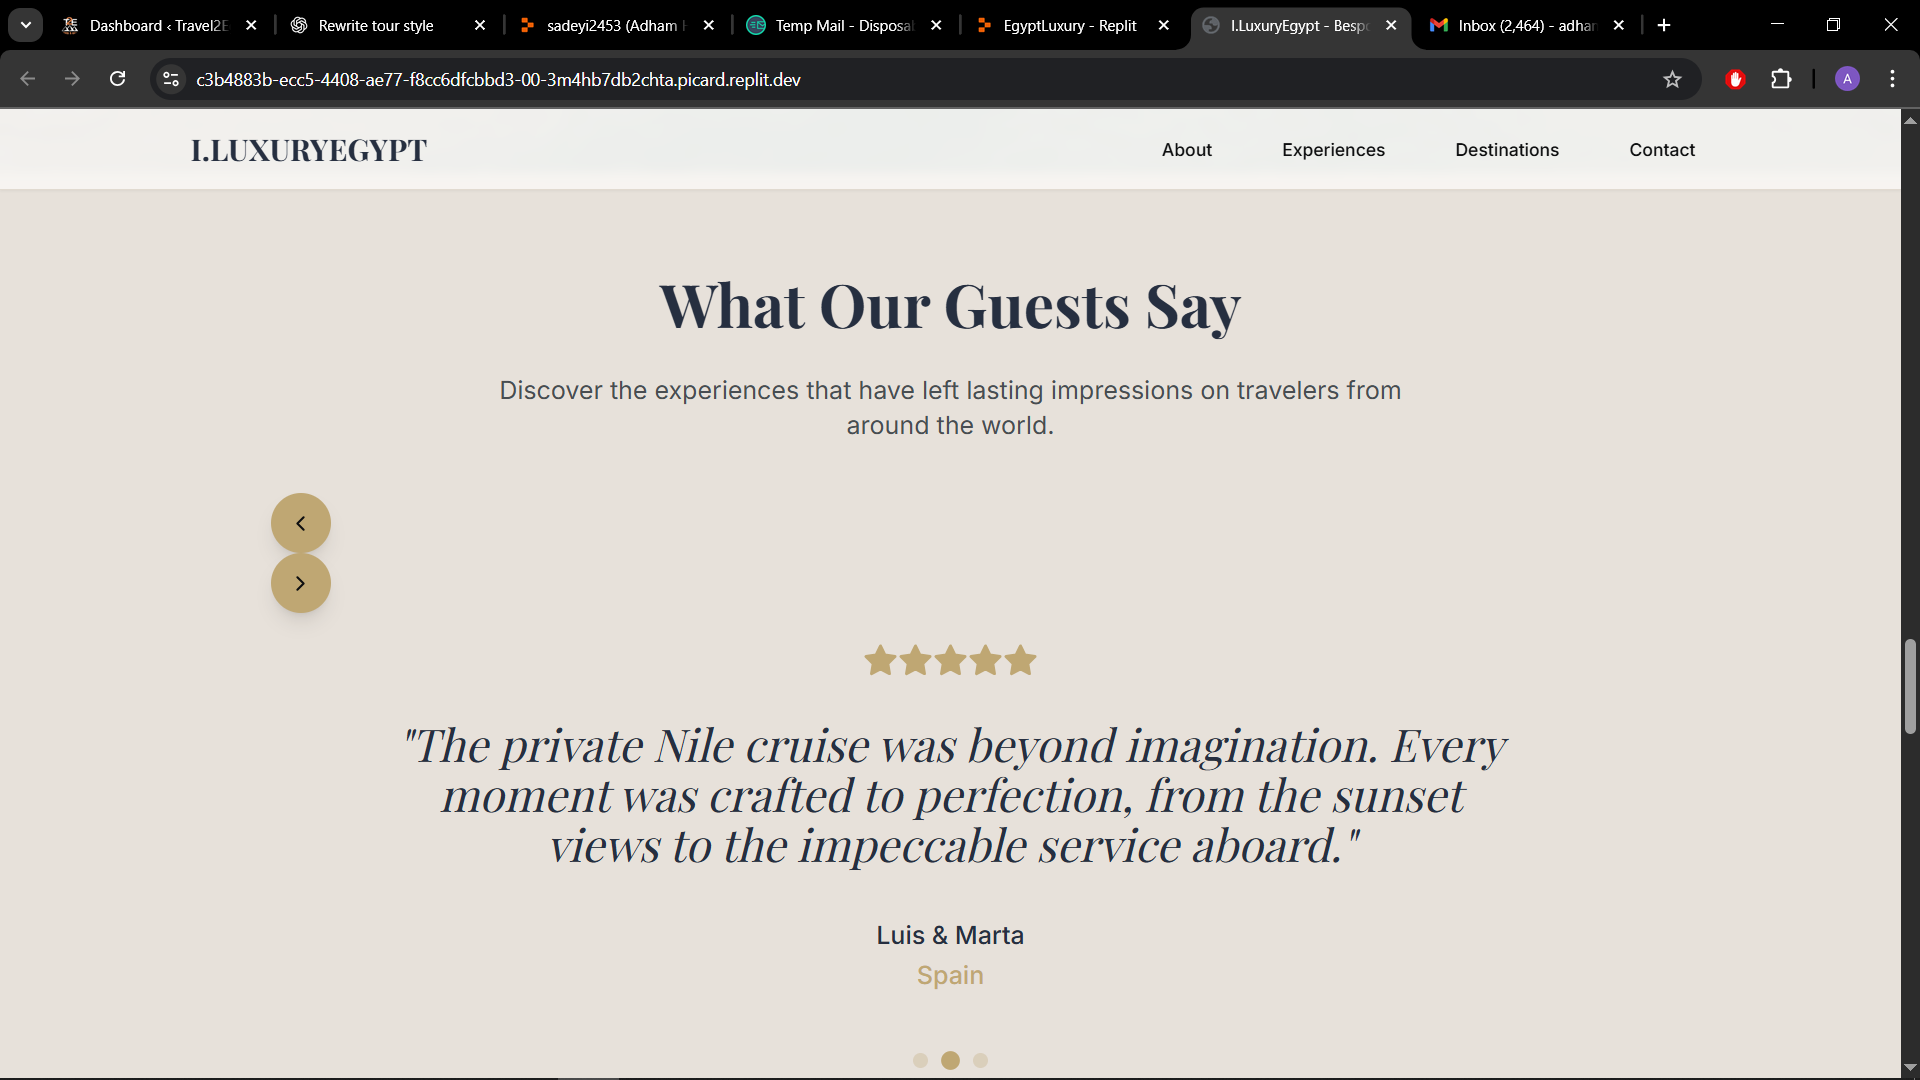 Dashboard ‹ Travel2E
Rewrite tour style
sadeyi2453 (Adham H
Temp Mail - Disposal
EgyptLuxury - Replit
I.LuxuryEgypt - Bespo
Inbox (2,464) - adhar
c3b4883b-ecc5-4408-ae77-f8cc6dfcbbd3-00-3m4hb7db2chta.picard.replit.dev
A
I.LUXURYEGYPT
About
Experiences
Destinations
Contact
What Our Guests Say
Discover the experiences that have left lasting impressions on travelers from
around the world.
"The private Nile cruise was beyond imagination. Every
moment was crafted to perfection, from the sunset
views to the impeccable service aboard."
Luis & Marta
Spain